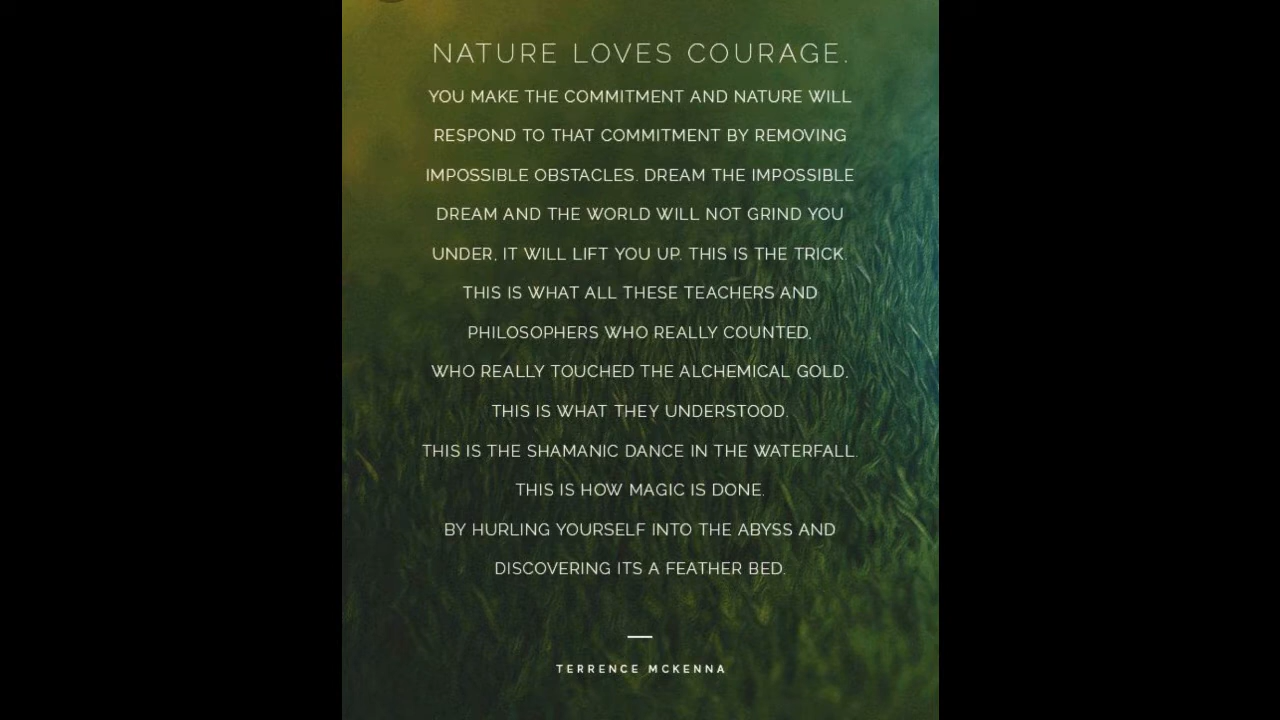 NATURE LOVES COURAGE.
YOU MAKE THE COMMITMENT AND NATURE WILL
RESPOND TO THAT COMMITMENT BY REMOVING
IMPOSSIBLE OBSTACLES. DREAM THE IMPOSSIBLE
DREAM AND THE WORLD WILL NOT GRIND YOU
UNDER, IT WILL LIFT YOU UP. THIS IS THE TRICK.
THIS IS WHAT ALL THESE TEACHERS AND
PHILOSOPHERS WHO REALLY COUNTED,
WHO REALLY TOUCHED THE ALCHEMICAL GOLD,
THIS IS WHAT THEY UNDERSTOOD.
THIS IS THE SHAMANIC DANCE IN THE WATERFALL.
THIS IS HOW MAGIC IS DONE.
BY HURLING YOURSELF INTO THE ABYSS AND
DISCOVERING ITS A FEATHER BED.
—
TERRENCE MCKENNA